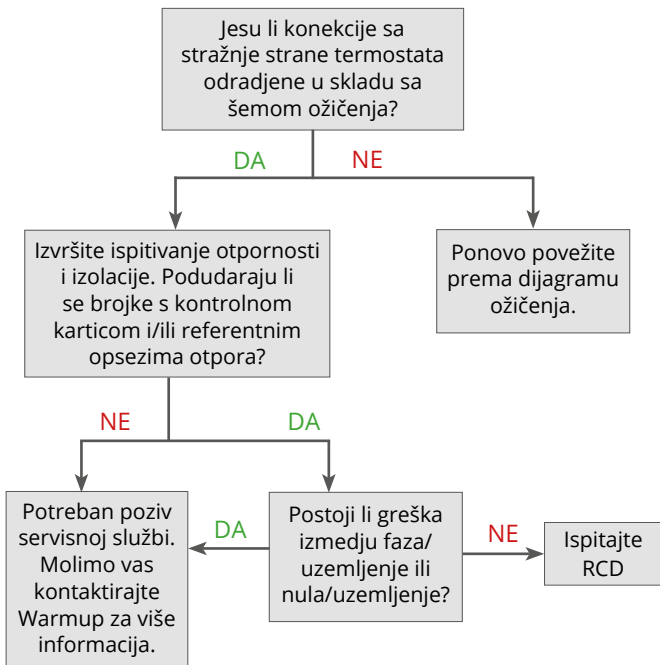 Jesu li konekcije sa
stražnje strane termostata
odradjene u skladu sa
šemom ožičenja?
DA
NE
Izvršite ispitivanje otpornosti
i izolacije. Podudaraju li
se brojke s kontrolnom
karticom i/ili referentnim
opsezima otpora?
Ponovo povežite
prema dijagramu
ožičenja.
NE
DA
Potreban poziv
servisnoj službi.
Molimo vas
kontaktirajte
Warmup za više
informacija.
DA
Postoji li greška
izmedju faza/
uzemljenje ili
nula/uzemljenje?
NE
Ispitajte
RCD